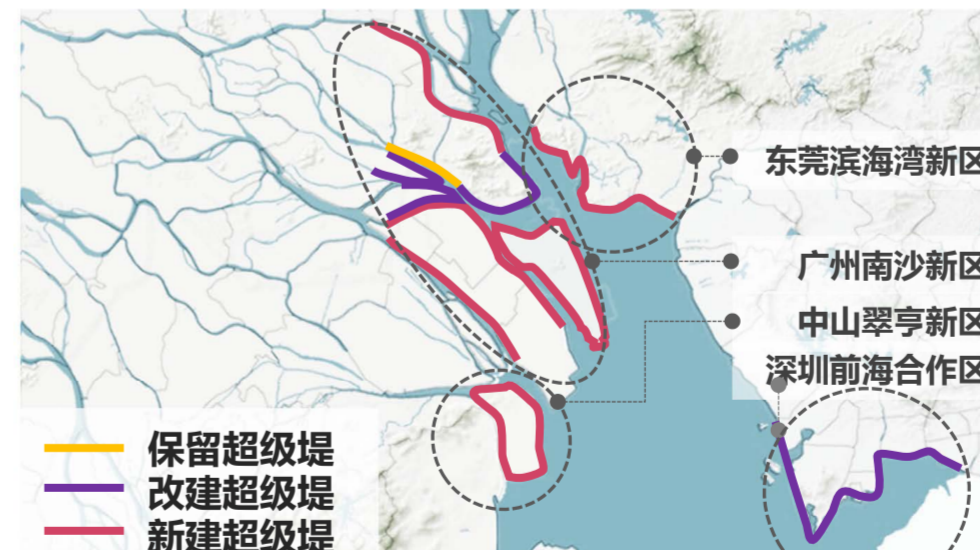 东莞滨海湾新区
广州南沙新区
中山翠亨新区
深圳前海合作区
保留超级堤
改建超级堤
新建超级堤